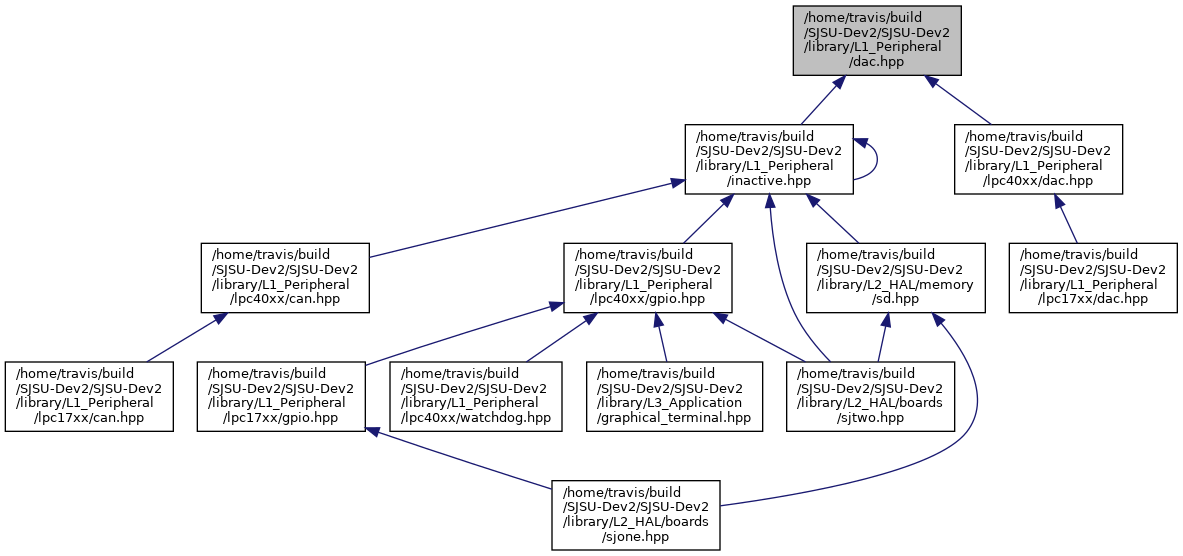 /home/travis/build
/SJSU-Dev2/SJSU-Dev2
/library/L1_Peripheral
/dac.hpp
/home/travis/build
/SJSU-Dev2/SJSU-Dev2
/library/L1_Peripheral
/inactive.hpp
/home/travis/build
/SJSU-Dev2/SJSU-Dev2
/library/L1_Peripheral
/lpc40xx/dac.hpp
/home/travis/build
/SJSU-Dev2/SJSU-Dev2
/library/L1_Peripheral
/lpc40xx/can.hpp
/home/travis/build
/SJSU-Dev2/SJSU-Dev2
/library/L1_Peripheral
/lpc40xx/gpio.hpp
/home/travis/build
/SJSU-Dev2/SJSU-Dev2
/library/L2_HAL/memory
/sd.hpp
/home/travis/build
/SJSU-Dev2/SJSU-Dev2
/library/L1_Peripheral
/lpc17xx/dac.hpp
/home/travis/build
/SJSU-Dev2/SJSU-Dev2
/library/L1_Peripheral
/lpc17xx/can.hpp
/home/travis/build
/SJSU-Dev2/SJSU-Dev2
/library/L1_Peripheral
/lpc17xx/gpio.hpp
/home/travis/build
/SJSU-Dev2/SJSU-Dev2
/library/L1_Peripheral
/lpc40xx/watchdog.hpp
/home/travis/build
/SJSU-Dev2/SJSU-Dev2
/library/L3_Application
/graphical_terminal.hpp
/home/travis/build
/SJSU-Dev2/SJSU-Dev2
/library/L2_HAL/boards
/sjtwo.hpp
/home/travis/build
/SJSU-Dev2/SJSU-Dev2
/library/L2_HAL/boards
/sjone.hpp